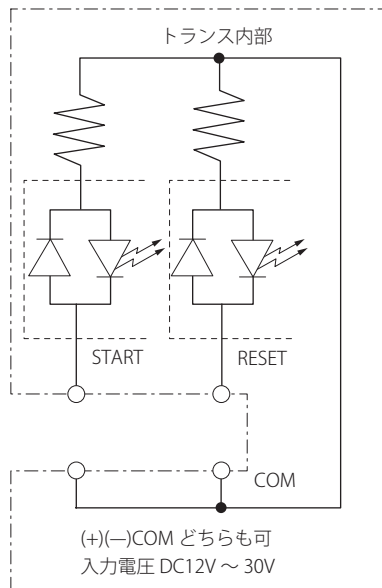 トランス内部
START
RESET
COM
(+)(—)COM どちらも可
入力電圧 DC12V ～ 30V